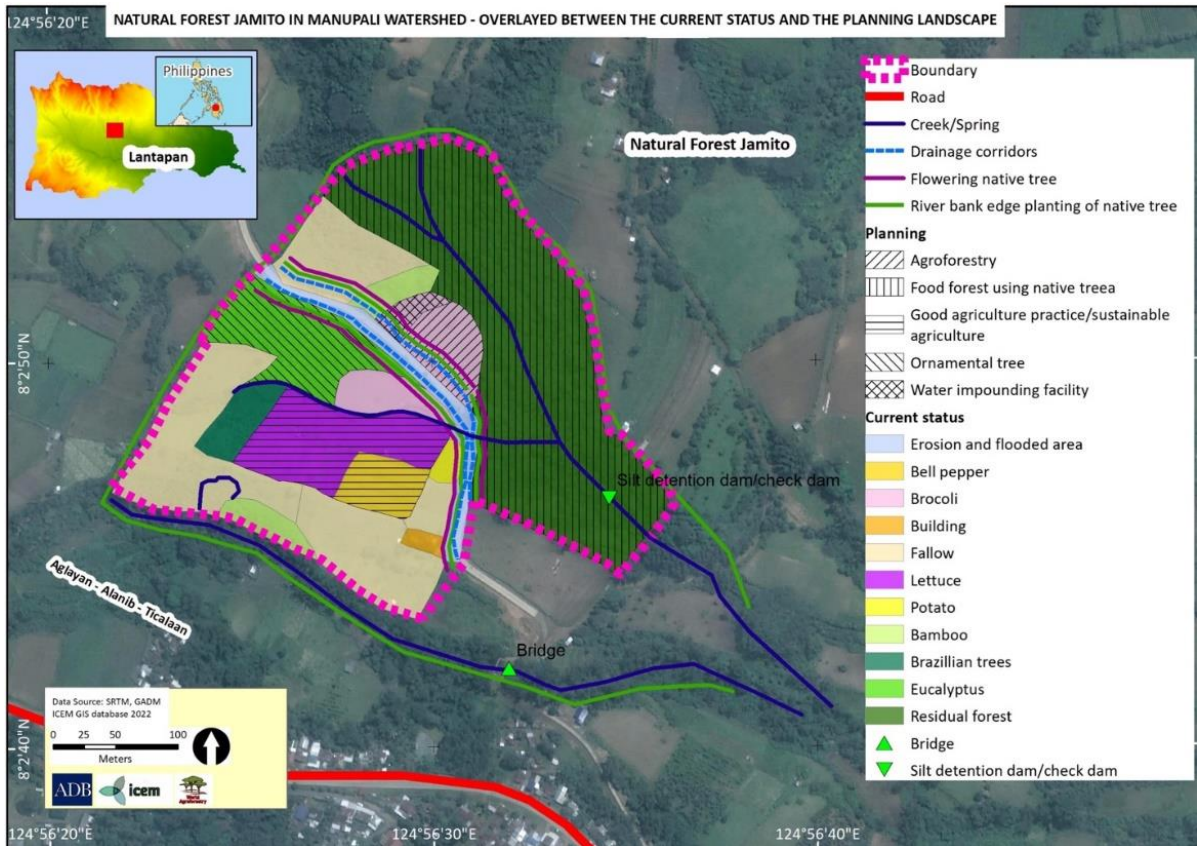 NATURAL FOREST JAMITO IN MANUPALI WATERSHED - OVERLAYED BETWEEN THE CURRENT STATUS AND THE PLANNING LANDSCAPE
124°56'20"E
Philippines
Lantapan
Natural Forest Jamito
Boundary
Road
Creek/Spring
Drainage corridors
Flowering native tree
River bank edge planting of native tree
Planning
Agroforestry
Food forest using native treea
Good agriculture practice/sustainable
agriculture
Ornamental tree
Water impounding facility
Current status
Erosion and flooded area
Bell pepper
Brocoli
Building
Fallow
Lettuce
Potato
Bamboo
Brazillian trees
Eucalyptus
Residual forest
Bridge
Silt detention dam/check dam
8°2'50"N
Silt detention dam/check dam
Aglayan - Alanib - Ticalaan
Bridge
Data Source: SRTM, GADM
ICEM GIS database 2022
0 25 50 100
Meters
ADB icem World
Agroforestry
8°2'40"N
124°56'20"E
124°56'30"E
124°56'40"E